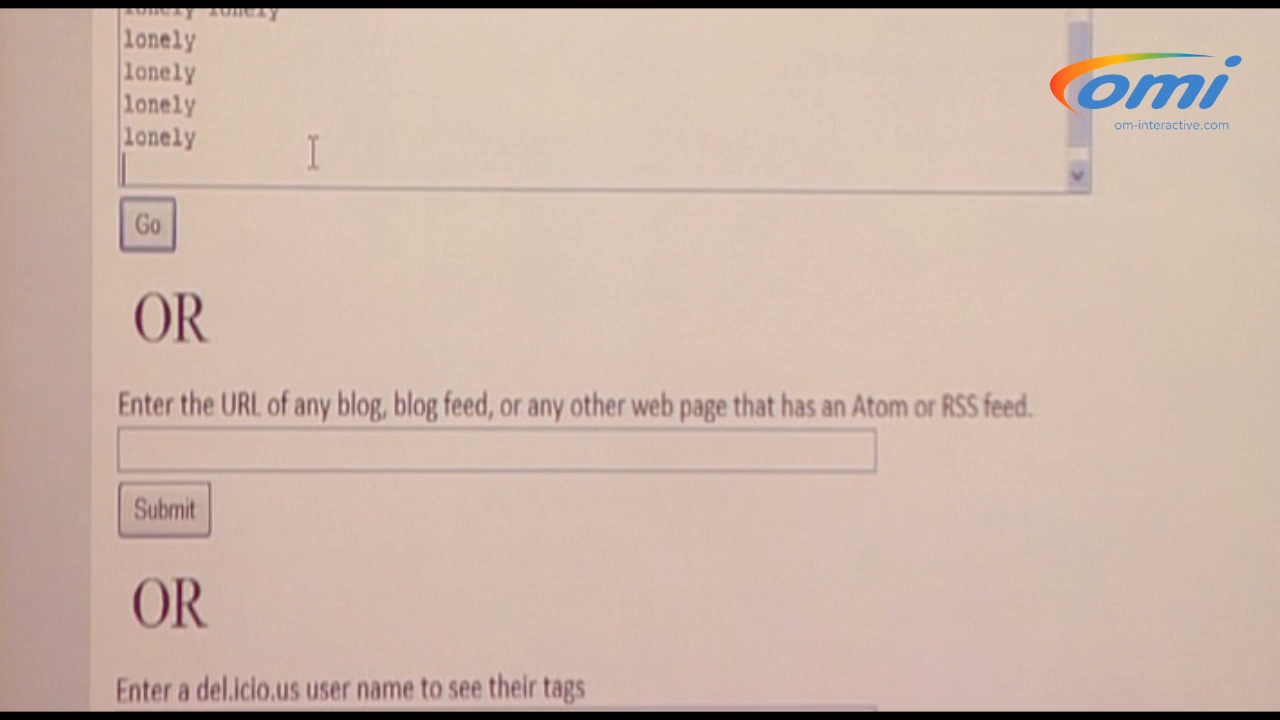 lonely lonely
lonely
lonely
lonely
lonely
omi
om-interactive.com
Go
OR
Enter the URL of any blog, blog feed, or any other web page that has an Atom or RSS feed.
Submit
OR
Enter a del.icio.us user name to see their tags